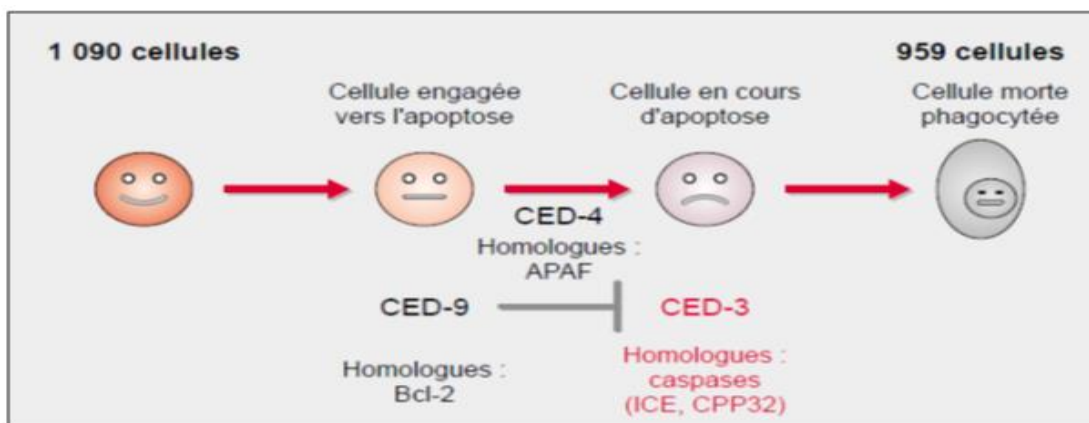 1 090 cellules
959 cellules
Cellule engagée
vers l'apoptose
Cellule en cours
d'apoptose
Cellule morte
phagocytée
CED-4
Homologues :
APAF
CED-9
CED-3
Homologues :
Bcl-2
Homologues :
caspases
(ICE, CPP32)